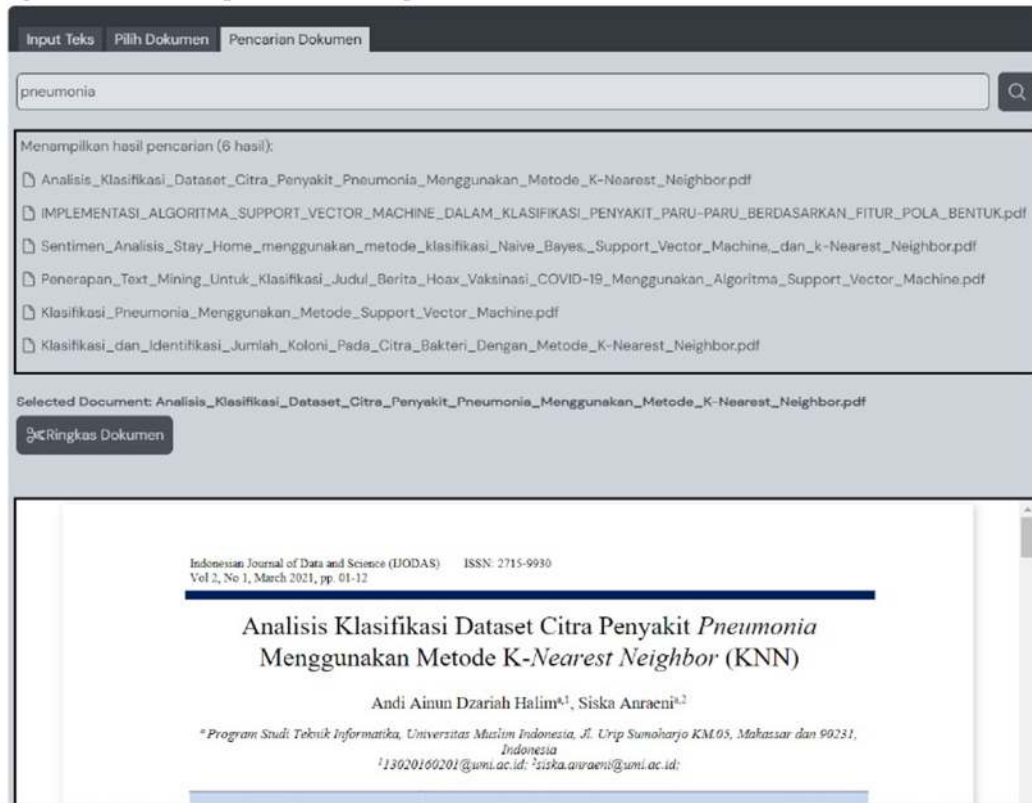 Input Teks Pilih Dokumen Pencarian Dokumen
pneumonia
Menampilkan hasil pencarian (6 hasil):
Analisis_Klasifikasi_Dataset_Citra_Penyakit_Pneumonia_Menggunakan_Metode_K-Nearest_Neighbor.pdf
IMPLEMENTASI_ALGORITMA_SUPPORT_VECTOR_MACHINE_DALAM_KLASIFIKASI_PENYAKIT_PARU-PARU_BERDASARKAN_FITUR_POLA_BENTUK.pdf
Sentimen_Analisis_Stay_Home_menggunakan_metode_klasifikasi_Naive_Bayes,_Support_Vector_Machine,_dan_k-Nearest_Neighbor.pdf
Penerapan_Text_Mining_Untuk_Klasifikasi_Judul_Berita_Hoax_Vaksinasi_COVID-19_Menggunakan_Algoritma_Support_Vector_Machine.pdf
Klasifikasi_Pneumonia_Menggunakan_Metode_Support_Vector_Machine.pdf
Klasifikasi_dan_Identifikasi_Jumlah_Koloni_Pada_Citra_Bakteri_Dengan_Metode_K-Nearest_Neighbor.pdf
Selected Document: Analisis_Klasifikasi_Dataset_Citra_Penyakit_Pneumonia_Menggunakan_Metode_K-Nearest_Neighbor.pdf
Ringkas Dokumen
Indonesian Journal of Data and Science (IJODAS) ISSN: 2715-9930
Vol 2, No 1, March 2021, pp. 01-12
Analisis Klasifikasi Dataset Citra Penyakit Pneumonia
Menggunakan Metode K-Nearest Neighbor (KNN)
Andi Ainun Dzariah Halim a,1, Siska Anraeni a,2
a Program Studi Teknik Informatika, Universitas Muslim Indonesia, Jl. Urip Sumoharjo KM.05, Makassar dan 90231,
Indonesia
1 13020160201@umi.ac.id; 2 siska.anraeni@umi.ac.id;